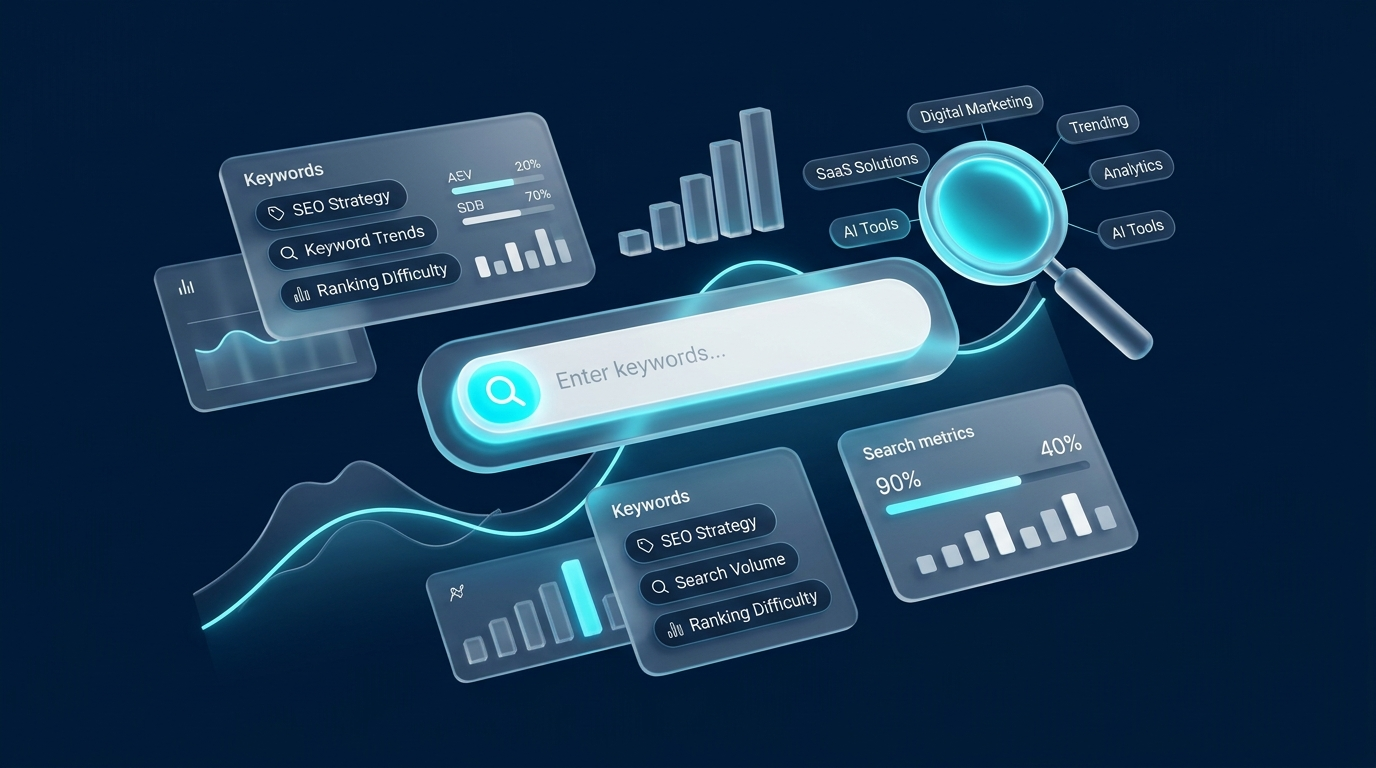 Keywords
SEO Strategy
Keyword Trends
Ranking Difficulty
AEV 20%
SDB 70%
Digital Marketing
Trending
SaaS Solutions
Analytics
AI Tools
AI Tools
Enter keywords...
Search metrics
90% 40%
Keywords
SEO Strategy
Search Volume
Ranking Difficulty